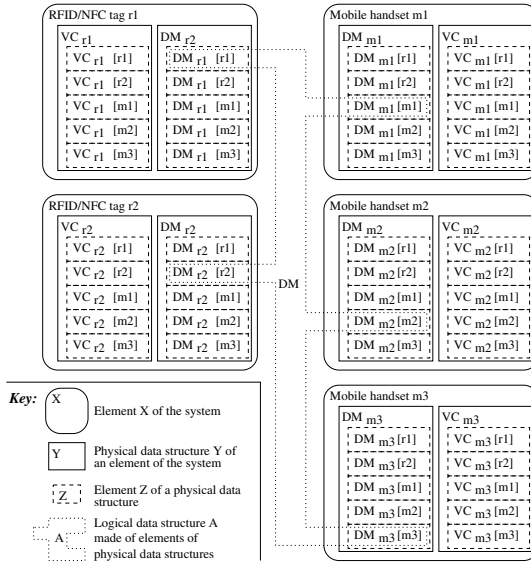 RFID/NFC tag r1
VC r1
VC r1 [r1]
VC r1 [r2]
VC r1 [m1]
VC r1 [m2]
VC r1 [m3]
DM r2
DM r1 [r1]
DM r1 [r2]
DM r1 [m1]
DM r1 [m2]
DM r1 [m3]
Mobile handset m1
DM m1
DM m1 [r1]
DM m1 [r2]
DM m1 [m1]
DM m1 [m2]
DM m1 [m3]
VC m1
VC m1 [r1]
VC m1 [r2]
VC m1 [m1]
VC m1 [m2]
VC m1 [m3]
RFID/NFC tag r2
VC r2
VC r2 [r1]
VC r2 [r2]
VC r2 [m1]
VC r2 [m2]
VC r2 [m3]
DM r2
DM r2 [r1]
DM r2 [r2]
DM r2 [m1]
DM r2 [m2]
DM r2 [m3]
DM
Mobile handset m2
DM m2
DM m2 [r1]
DM m2 [r2]
DM m2 [m1]
DM m2 [m2]
DM m2 [m3]
VC m2
VC m2 [r1]
VC m2 [r2]
VC m2 [m1]
VC m2 [m2]
VC m2 [m3]
Mobile handset m3
DM m3
DM m3 [r1]
DM m3 [r2]
DM m3 [m1]
DM m3 [m2]
DM m3 [m3]
VC m3
VC m3 [r1]
VC m3 [r2]
VC m3 [m1]
VC m3 [m2]
VC m3 [m3]
Key:
X
Element X of the system
Y
Physical data structure Y of
an element of the system
Z
Element Z of a physical data
structure
A
Logical data structure A
made of elements of
physical data structures